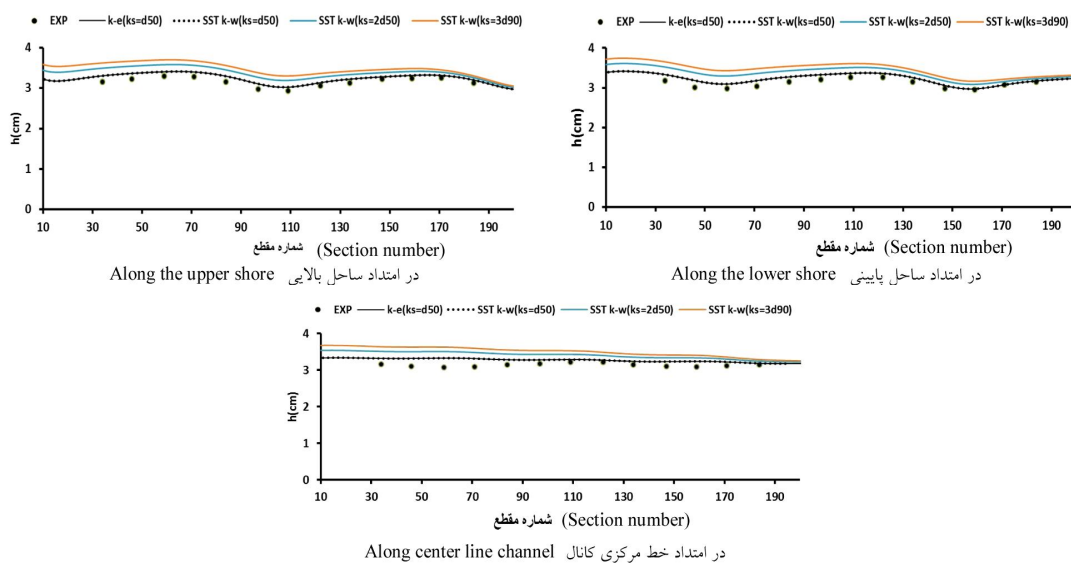 EXP k-e(ks=d50) SST k-w(ks=d50) SST k-w(ks=2d50) SST k-w(ks=3d90)
4
3
2
1
0
h(cm)
10 30 50 70 90 110 130 150 170 190
شماره مقطع (Section number)
در امتداد ساحل بالایی Along the upper shore
EXP k-e(ks=d50) SST k-w(ks=d50) SST k-w(ks=2d50) SST k-w(ks=3d90)
4
3
2
1
0
h(cm)
10 30 50 70 90 110 130 150 170 190
شماره مقطع (Section number)
در امتداد ساحل پایینی Along the lower shore
EXP k-e(ks=d50) SST k-w(ks=d50) SST k-w(ks=2d50) SST k-w(ks=3d90)
4
3
2
1
0
h(cm)
10 30 50 70 90 110 130 150 170 190
شماره مقطع (Section number)
در امتداد خط مرکزی کانال Along center line channel